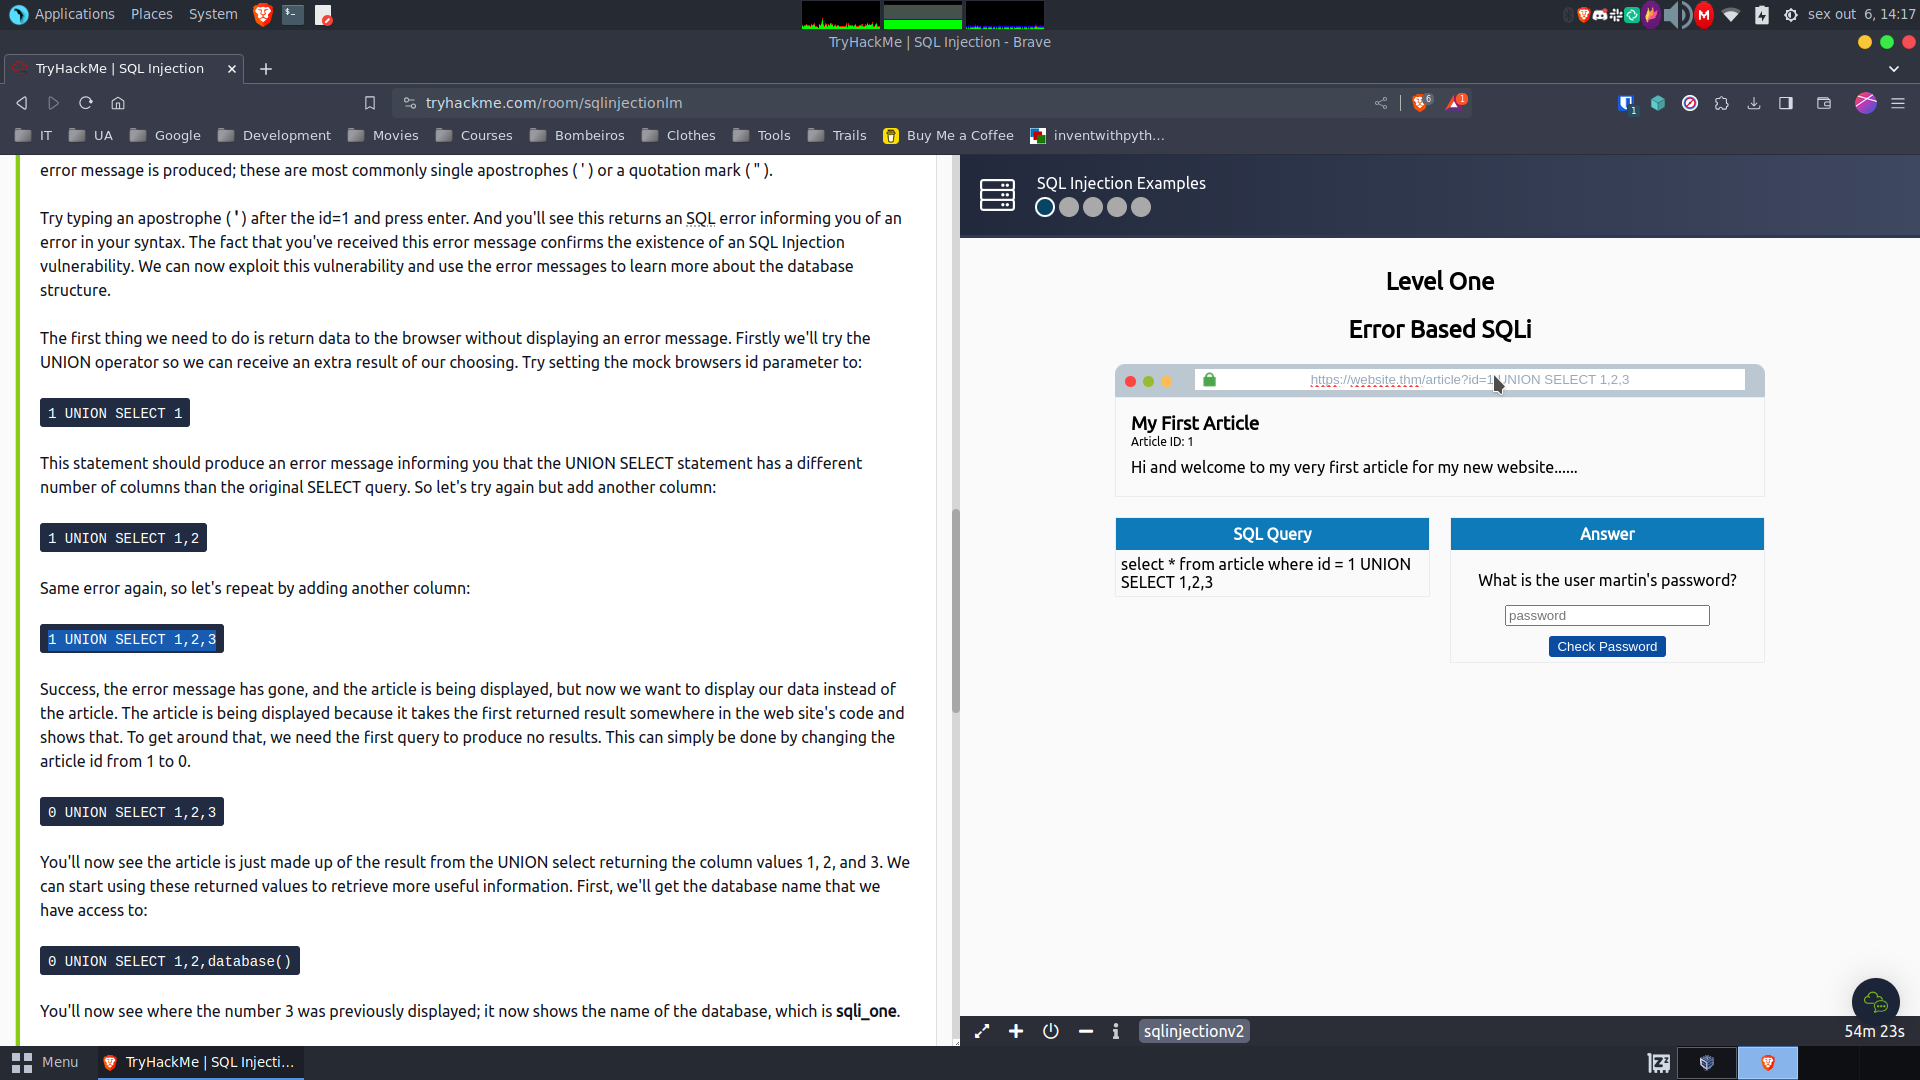 Applications Places System
sex out 6, 14:17
TryHackMe | SQL Injection - Brave
TryHackMe | SQL Injection
tryhackme.com/room/sqlinjectionlm
6
1
1
IT UA Google Development Movies Courses Bombeiros Clothes Tools Trails Buy Me a Coffee inventwithpyth...
error message is produced; these are most commonly single apostrophes ( ' ) or a quotation mark ( " ).
Try typing an apostrophe ( ' ) after the id=1 and press enter. And you'll see this returns an SQL error informing you of an
error in your syntax. The fact that you've received this error message confirms the existence of an SQL Injection
vulnerability. We can now exploit this vulnerability and use the error messages to learn more about the database
structure.
The first thing we need to do is return data to the browser without displaying an error message. Firstly we'll try the
UNION operator so we can receive an extra result of our choosing. Try setting the mock browsers id parameter to:
1 UNION SELECT 1
This statement should produce an error message informing you that the UNION SELECT statement has a different
number of columns than the original SELECT query. So let's try again but add another column:
1 UNION SELECT 1,2
Same error again, so let's repeat by adding another column:
1 UNION SELECT 1,2,3
Success, the error message has gone, and the article is being displayed, but now we want to display our data instead of
the article. The article is being displayed because it takes the first returned result somewhere in the web site's code and
shows that. To get around that, we need the first query to produce no results. This can simply be done by changing the
article id from 1 to 0.
0 UNION SELECT 1,2,3
You'll now see the article is just made up of the result from the UNION select returning the column values 1, 2, and 3. We
can start using these returned values to retrieve more useful information. First, we'll get the database name that we
have access to:
0 UNION SELECT 1,2,database()
You'll now see where the number 3 was previously displayed; it now shows the name of the database, which is sqli_one.
SQL Injection Examples
Level One
Error Based SQLi
https://website.thm/article?id=1 UNION SELECT 1,2,3
My First Article
Article ID: 1
Hi and welcome to my very first article for my new website......
SQL Query
select * from article where id = 1 UNION
SELECT 1,2,3
Answer
What is the user martin's password?
password
Check Password
sqlinjectionv2
54m 23s
Menu
TryHackMe | SQL Injecti...